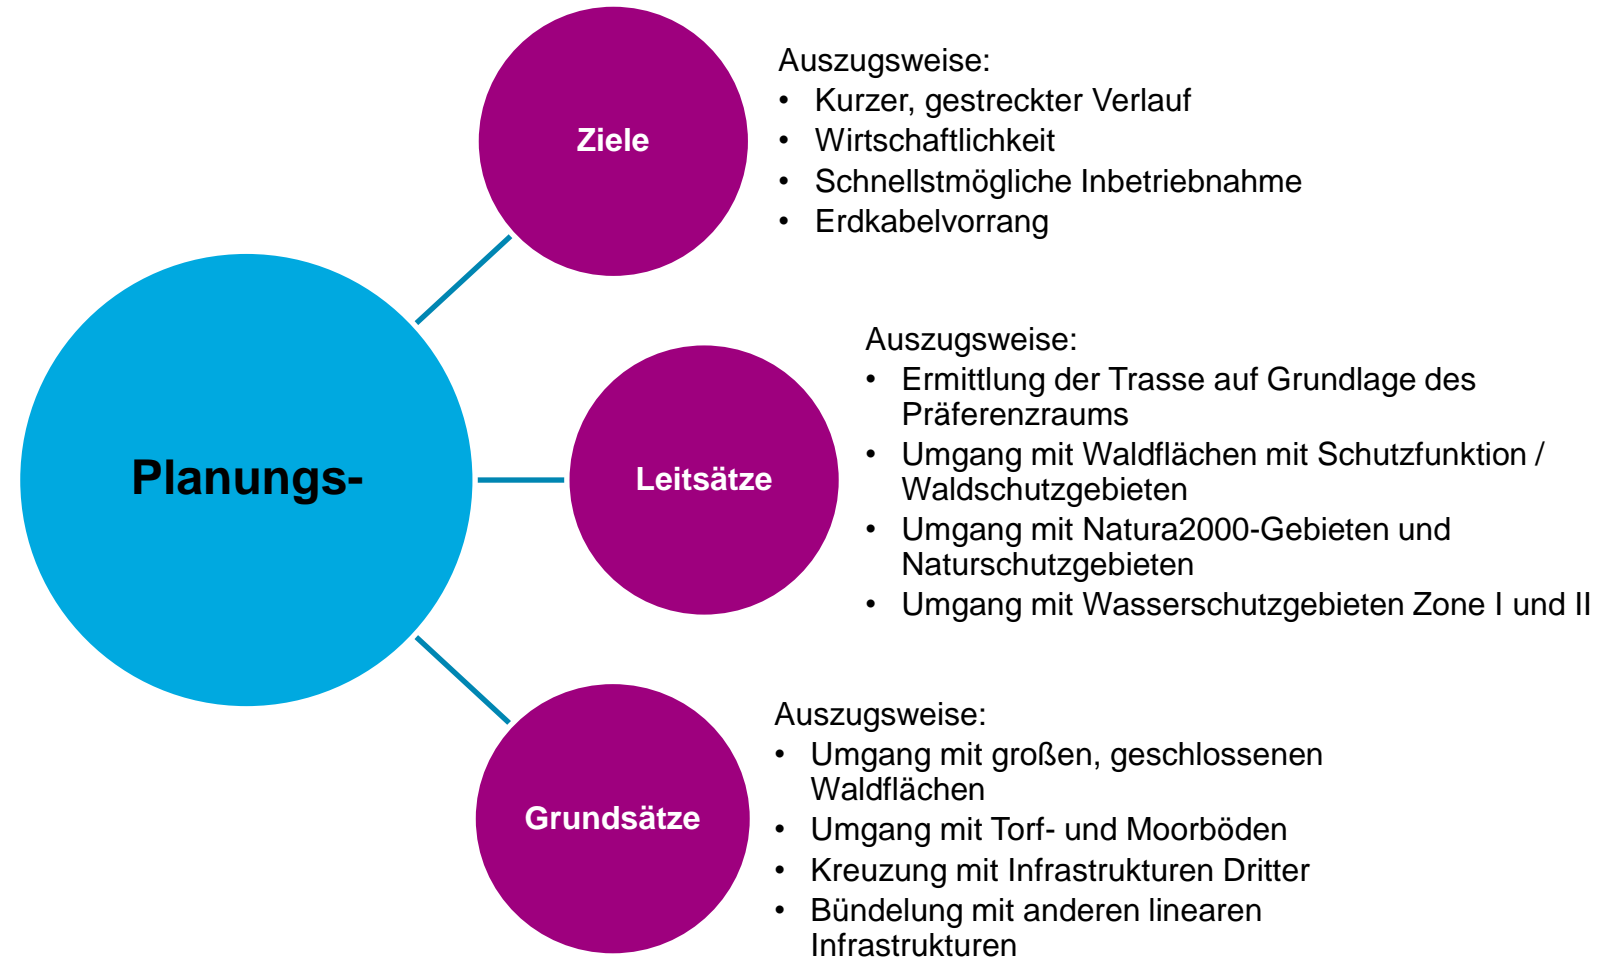 Planungs-
Ziele
Auszugsweise:
• Kurzer, gestreckter Verlauf
• Wirtschaftlichkeit
• Schnellstmögliche Inbetriebnahme
• Erdkabelvorrang
Leitsätze
Auszugsweise:
• Ermittlung der Trasse auf Grundlage des
Präferenzraums
• Umgang mit Waldflächen mit Schutzfunktion /
Waldschutzgebieten
• Umgang mit Natura2000-Gebieten und
Naturschutzgebieten
• Umgang mit Wasserschutzgebieten Zone I und II
Grundsätze
Auszugsweise:
• Umgang mit großen, geschlossenen
Waldflächen
• Umgang mit Torf- und Moorböden
• Kreuzung mit Infrastrukturen Dritter
• Bündelung mit anderen linearen
Infrastrukturen